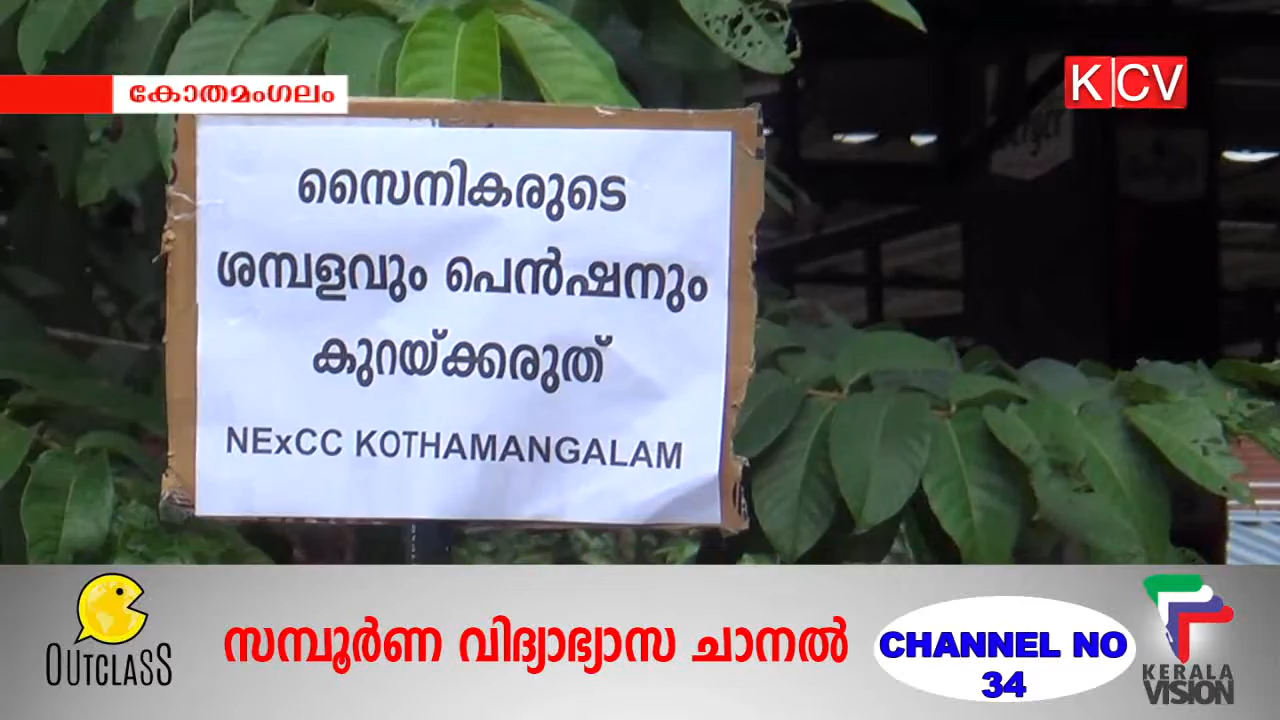 കോതമംഗലം
KCV
സൈനികരുടെ
ശമ്പളവും പെൻഷനും
കുറയ്ക്കരുത്
NExCC KOTHAMANGALAM
OUTCLASS
സമ്പൂർണ വിദ്യാഭ്യാസ ചാനൽ
CHANNEL NO
34
KERALA
VISION